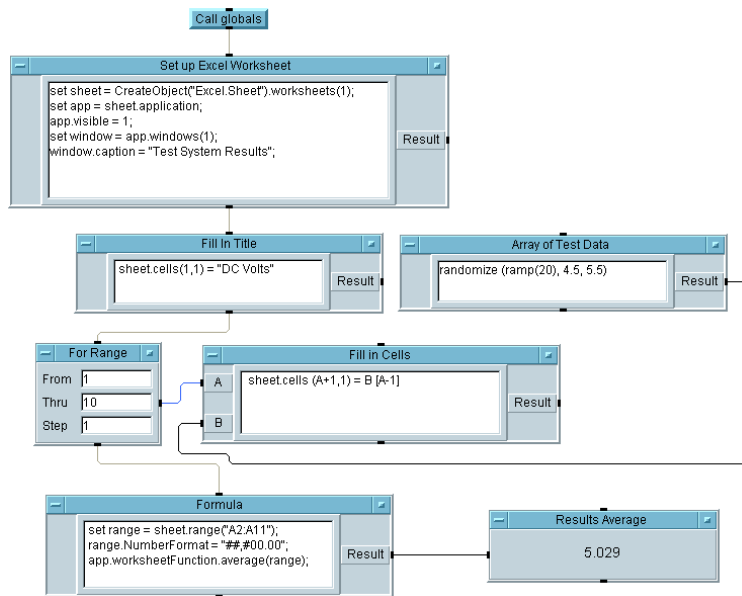 Call globals
Set up Excel Worksheet
set sheet = CreateObject("Excel.Sheet").worksheets(1);
set app = sheet.application;
app.visible = 1;
set window = app.windows(1);
window.caption = "Test System Results";
Result
Fill In Title
sheet.cells(1,1) = "DC Volts"
Result
Array of Test Data
randomize (ramp(20), 4.5, 5.5)
Result
For Range
From 1
Thru 10
Step 1
Fill in Cells
A
B
sheet.cells (A+1,1) = B [A-1]
Result
Formula
set range = sheet.range("A2:A11");
range.NumberFormat = "##,#00.00";
app.worksheetFunction.average(range);
Result
Results Average
5.029